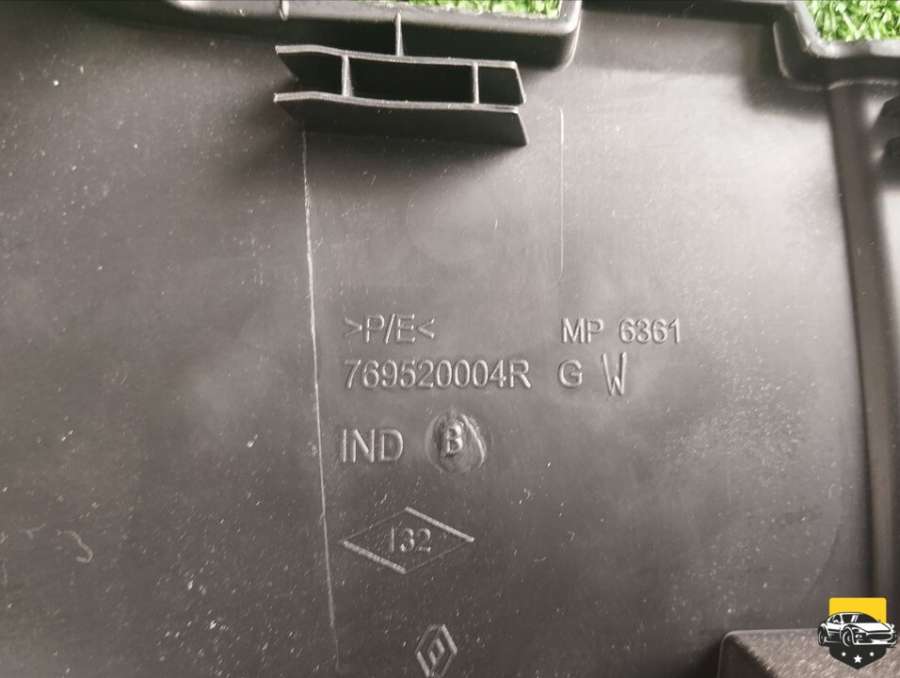 >P/E< MP 6361
769520004R G W
IND B
132